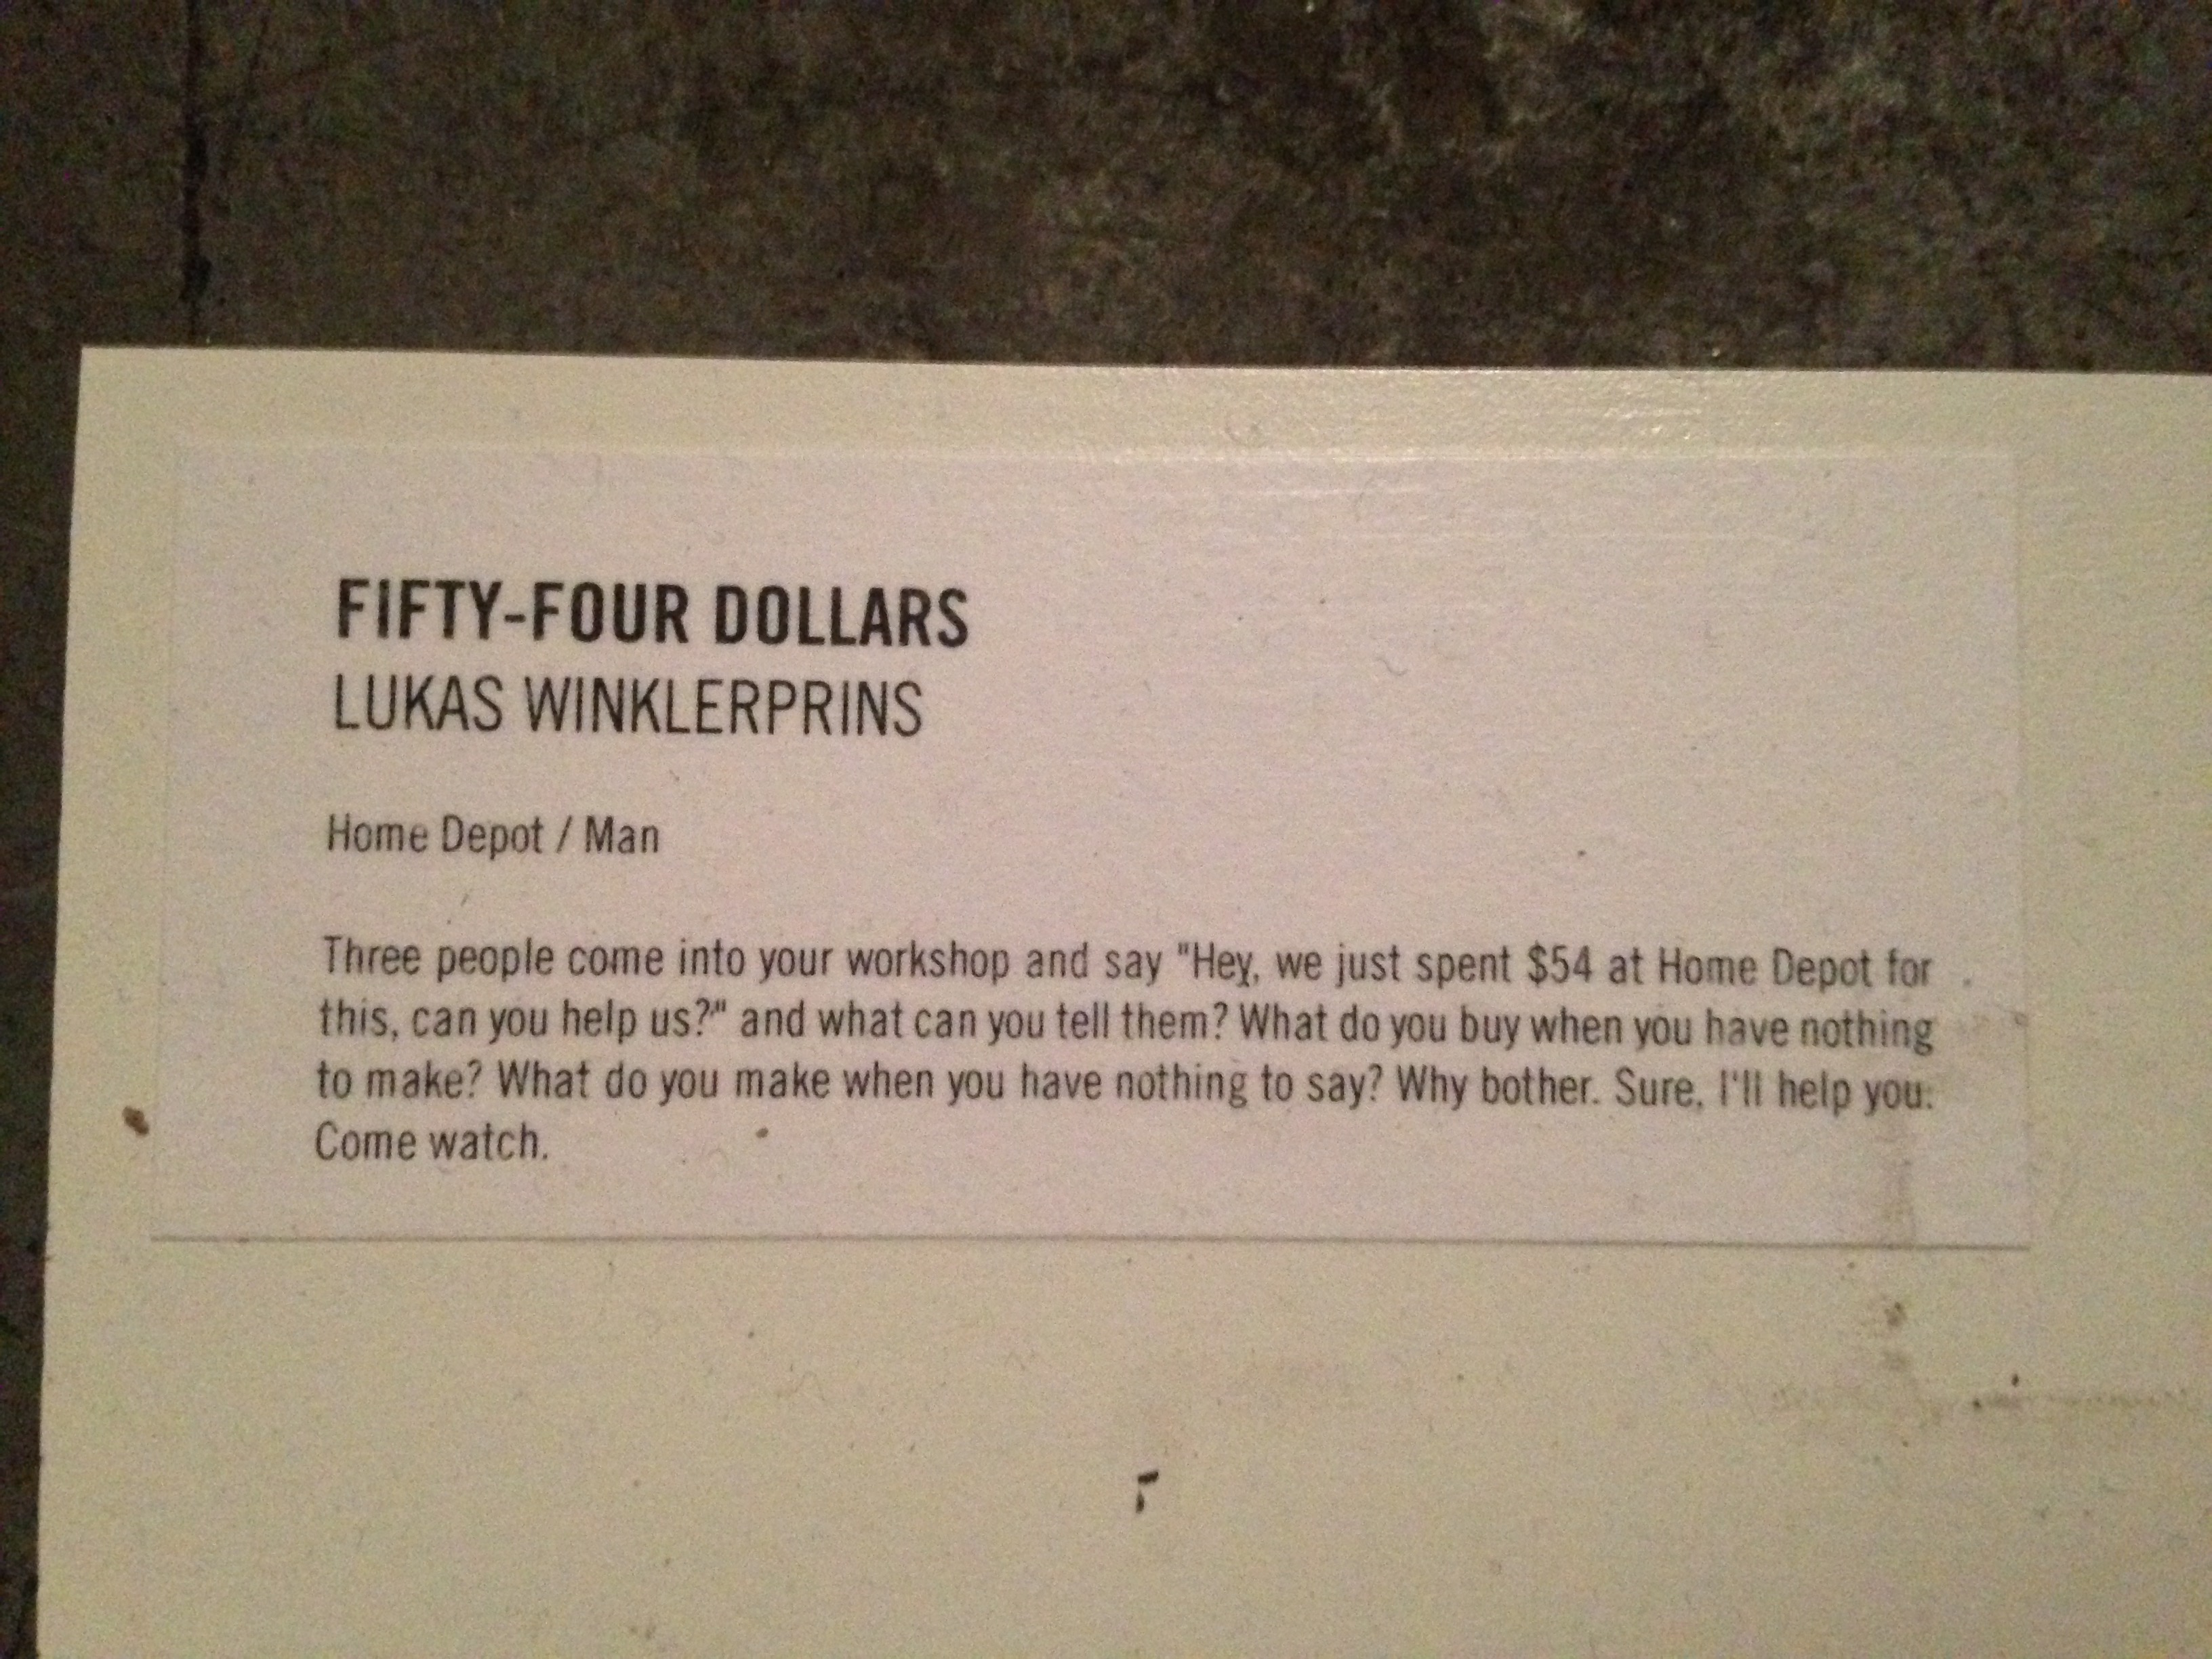 FIFTY-FOUR DOLLARS
LUKAS WINKLERPRINS
Home Depot / Man
Three people come into your workshop and say "Hey, we just spent $54 at Home Depot for
this, can you help us?" and what can you tell them? What do you buy when you have nothing
to make? What do you make when you have nothing to say? Why bother. Sure, I'll help you.
Come watch.